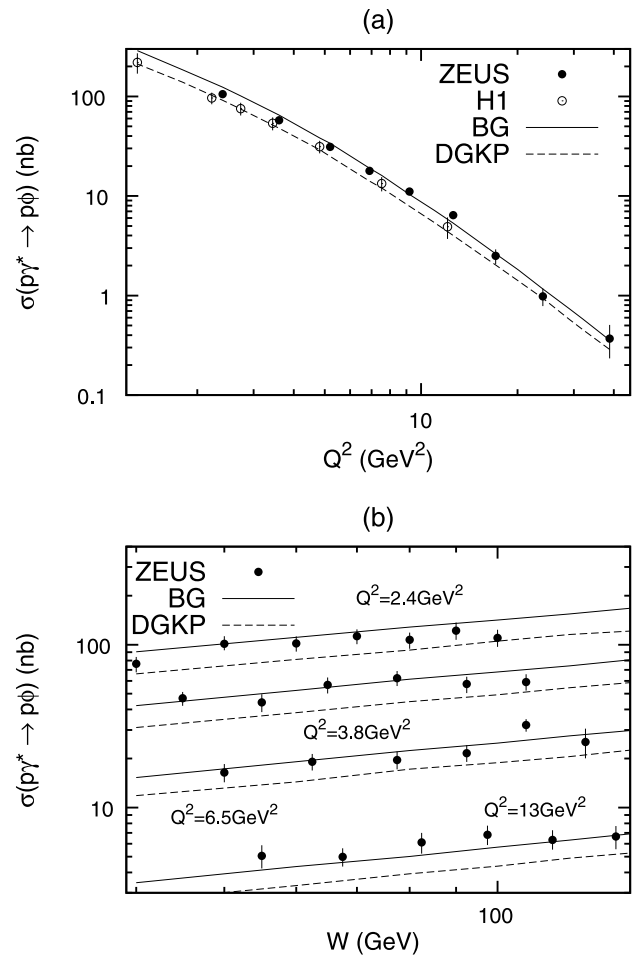 (a)
ZEUS
H1
BG
DGKP
100
10
1
0.1
σ(pγ* → pφ) (nb)
10
Q² (GeV²)
(b)
ZEUS
BG
DGKP
Q²=2.4GeV²
100
Q²=3.8GeV²
10
Q²=6.5GeV²
Q²=13GeV²
σ(pγ* → pφ) (nb)
100
W (GeV)